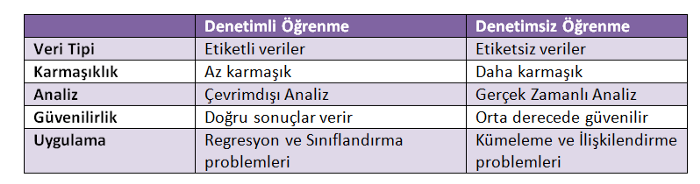 Denetimli Öğrenme Denetimsiz Öğrenme
Veri Tipi Etiketli veriler Etiketsiz veriler
Karmaşıklık Az karmaşık Daha karmaşık
Analiz Çevrimdışı Analiz Gerçek Zamanlı Analiz
Güvenilirlik Doğru sonuçlar verir Orta derecede güvenilir
Uygulama Regresyon ve Sınıflandırma Kümeleme ve İlişkilendirme
problemleri problemleri